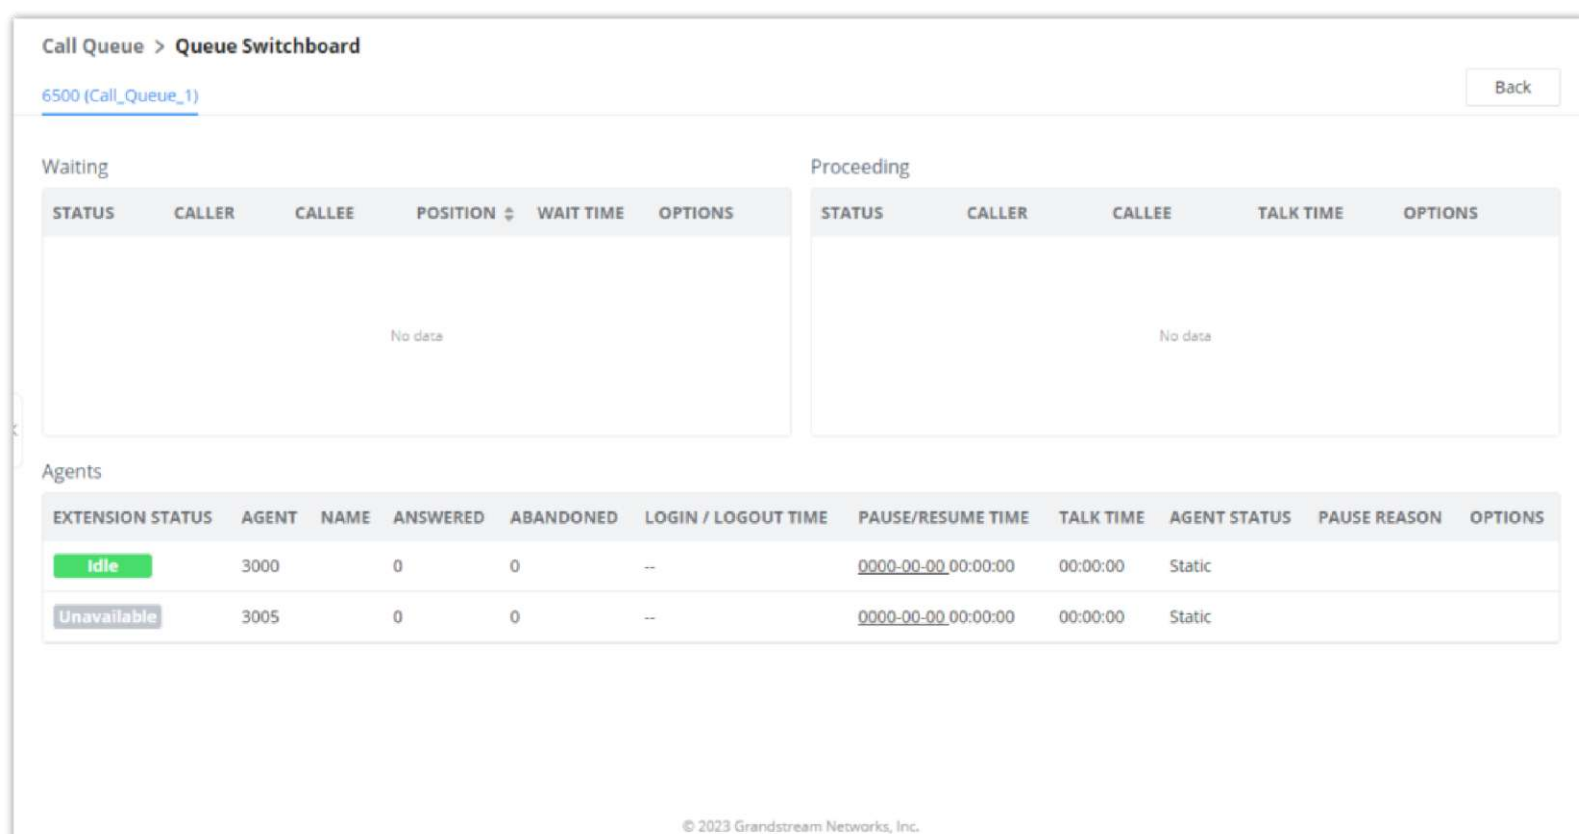 Call Queue > Queue Switchboard
6500 (Call_Queue_1)
Back
Waiting
STATUS CALLER CALLEE POSITION WAIT TIME OPTIONS
No data
Proceeding
STATUS CALLER CALLEE TALK TIME OPTIONS
No data
Agents
EXTENSION STATUS AGENT NAME ANSWERED ABANDONED LOGIN / LOGOUT TIME PAUSE/RESUME TIME TALK TIME AGENT STATUS PAUSE REASON OPTIONS
Idle 3000 0 0 -- 0000-00-00 00:00:00 00:00:00 Static
Unavailable 3005 0 0 -- 0000-00-00 00:00:00 00:00:00 Static
© 2023 Grandstream Networks, Inc.